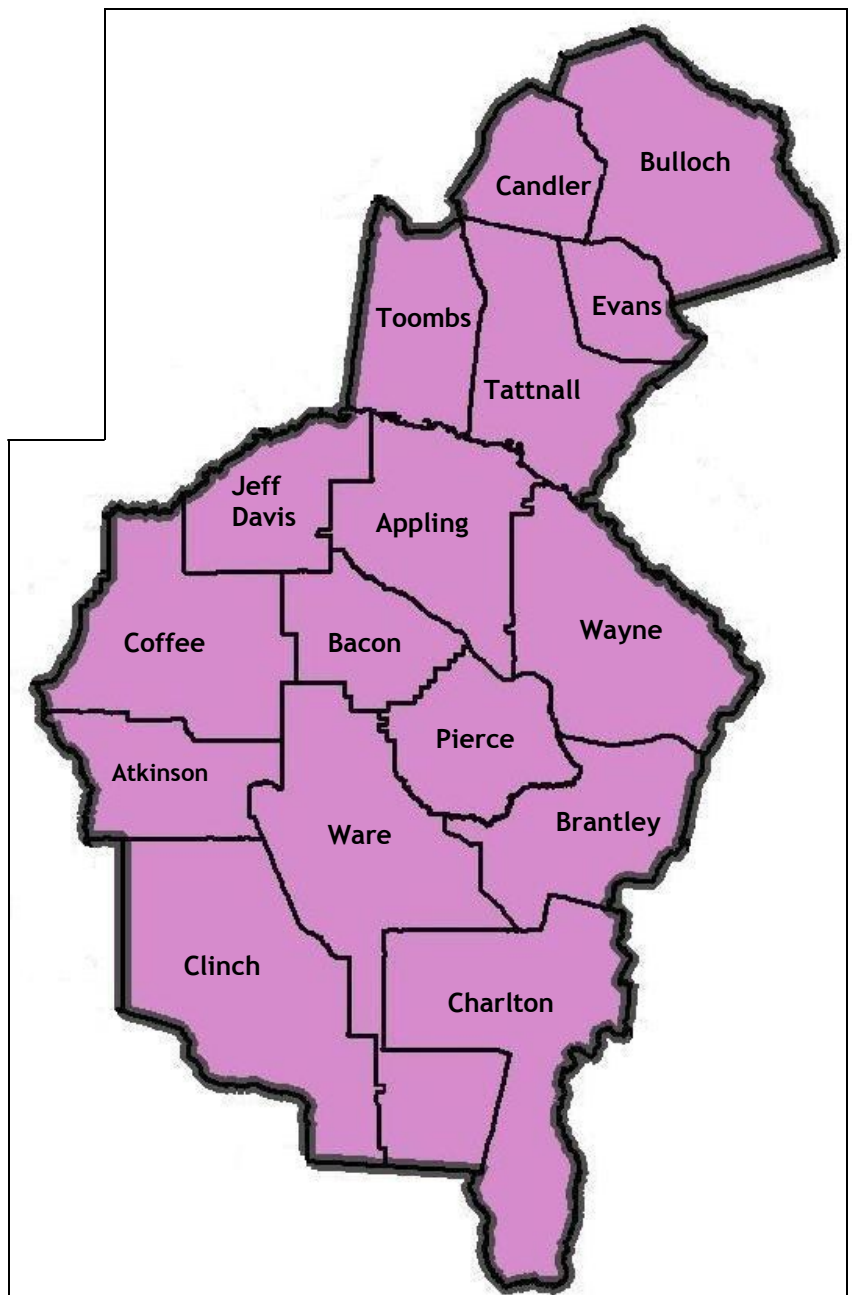 Bulloch
Candler
Evans
Toombs
Tattnall
Jeff
Davis
Appling
Coffee
Bacon
Wayne
Pierce
Atkinson
Ware
Brantley
Clinch
Charlton